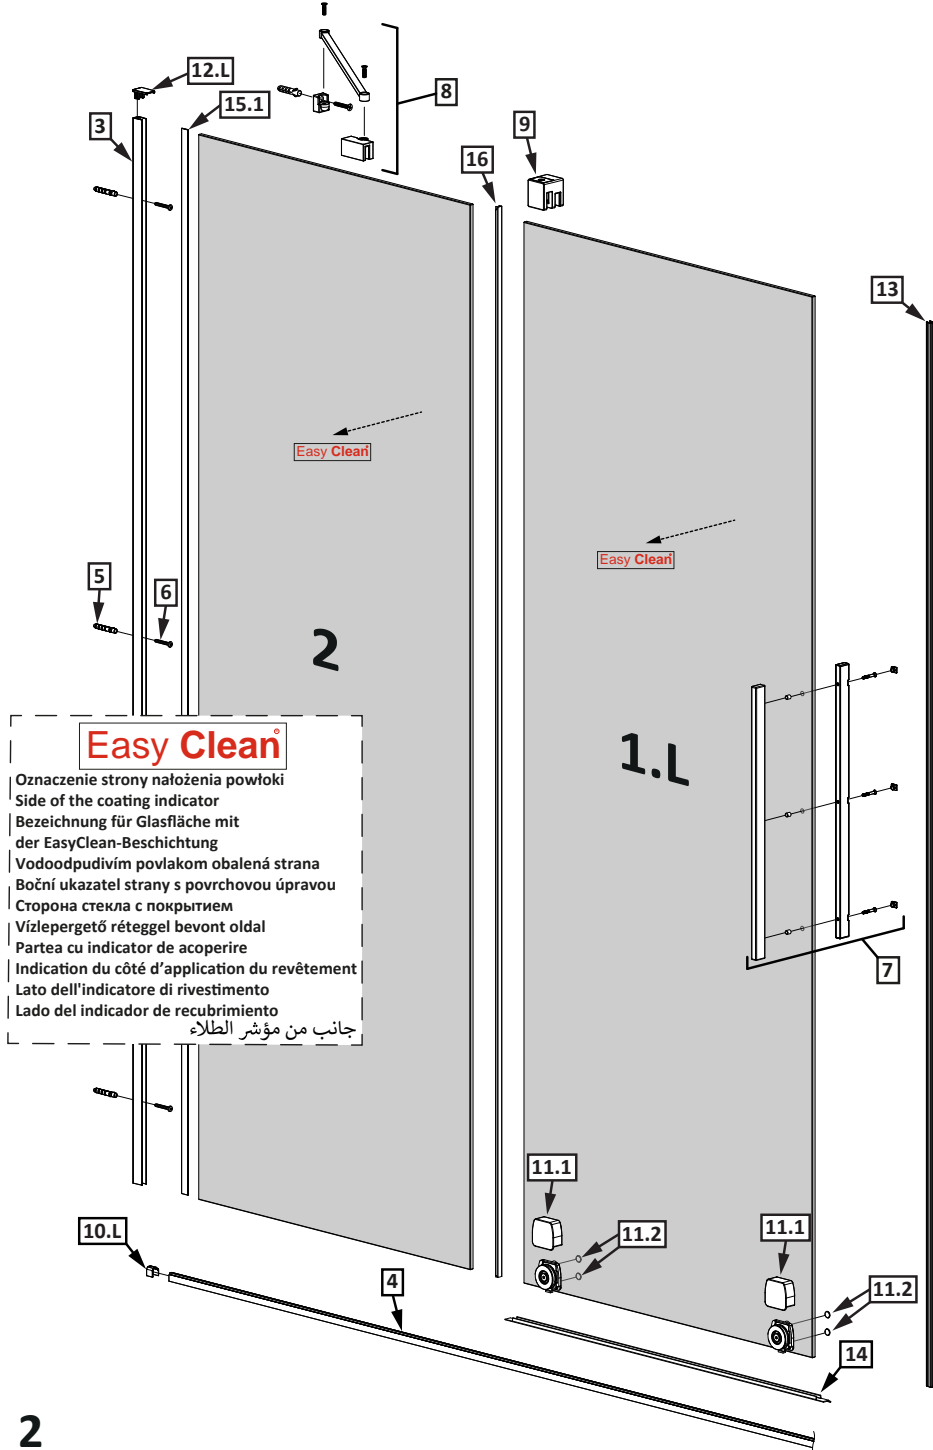 12.L
8
15.1
3
9
16
13
Easy Clean
Easy Clean
5
6
2
1.L
Easy Clean®
Oznaczenie strony nałożenia powłoki
Side of the coating indicator
Bezeichnung für Glasfläche mit
der EasyClean-Beschichtung
Vodoodpudivím povlakom obalená strana
Boční ukazatel strany s povrchovou úpravou
Сторона стекла с покрытием
Vízlepergető réteggel bevont oldal
Partea cu indicator de acoperire
Indication du côté d’application du revêtement
Lato dell'indicatore di rivestimento
Lado del indicador de recubrimiento
جانب من مؤشر الطلاء
7
11.1
11.2
11.1
10.L
4
11.2
14
2